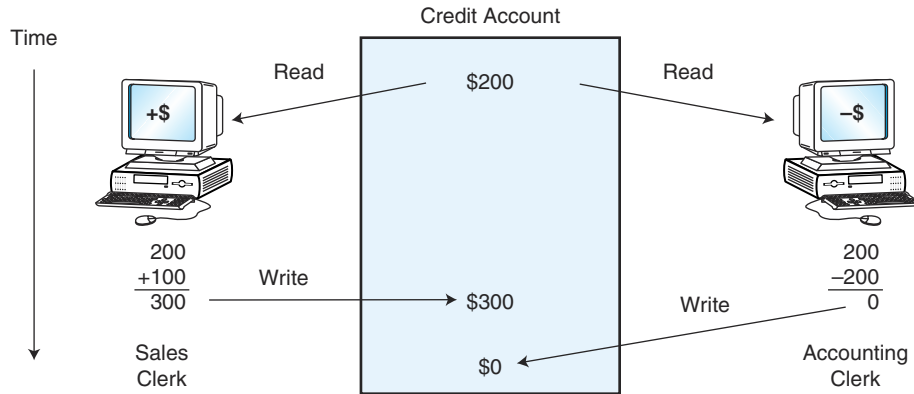 Credit Account
Time
Read
$200
Read
+$
–$
200
+100
300
Write
$300
200
–200
0
Write
$0
Sales
Clerk
Accounting
Clerk